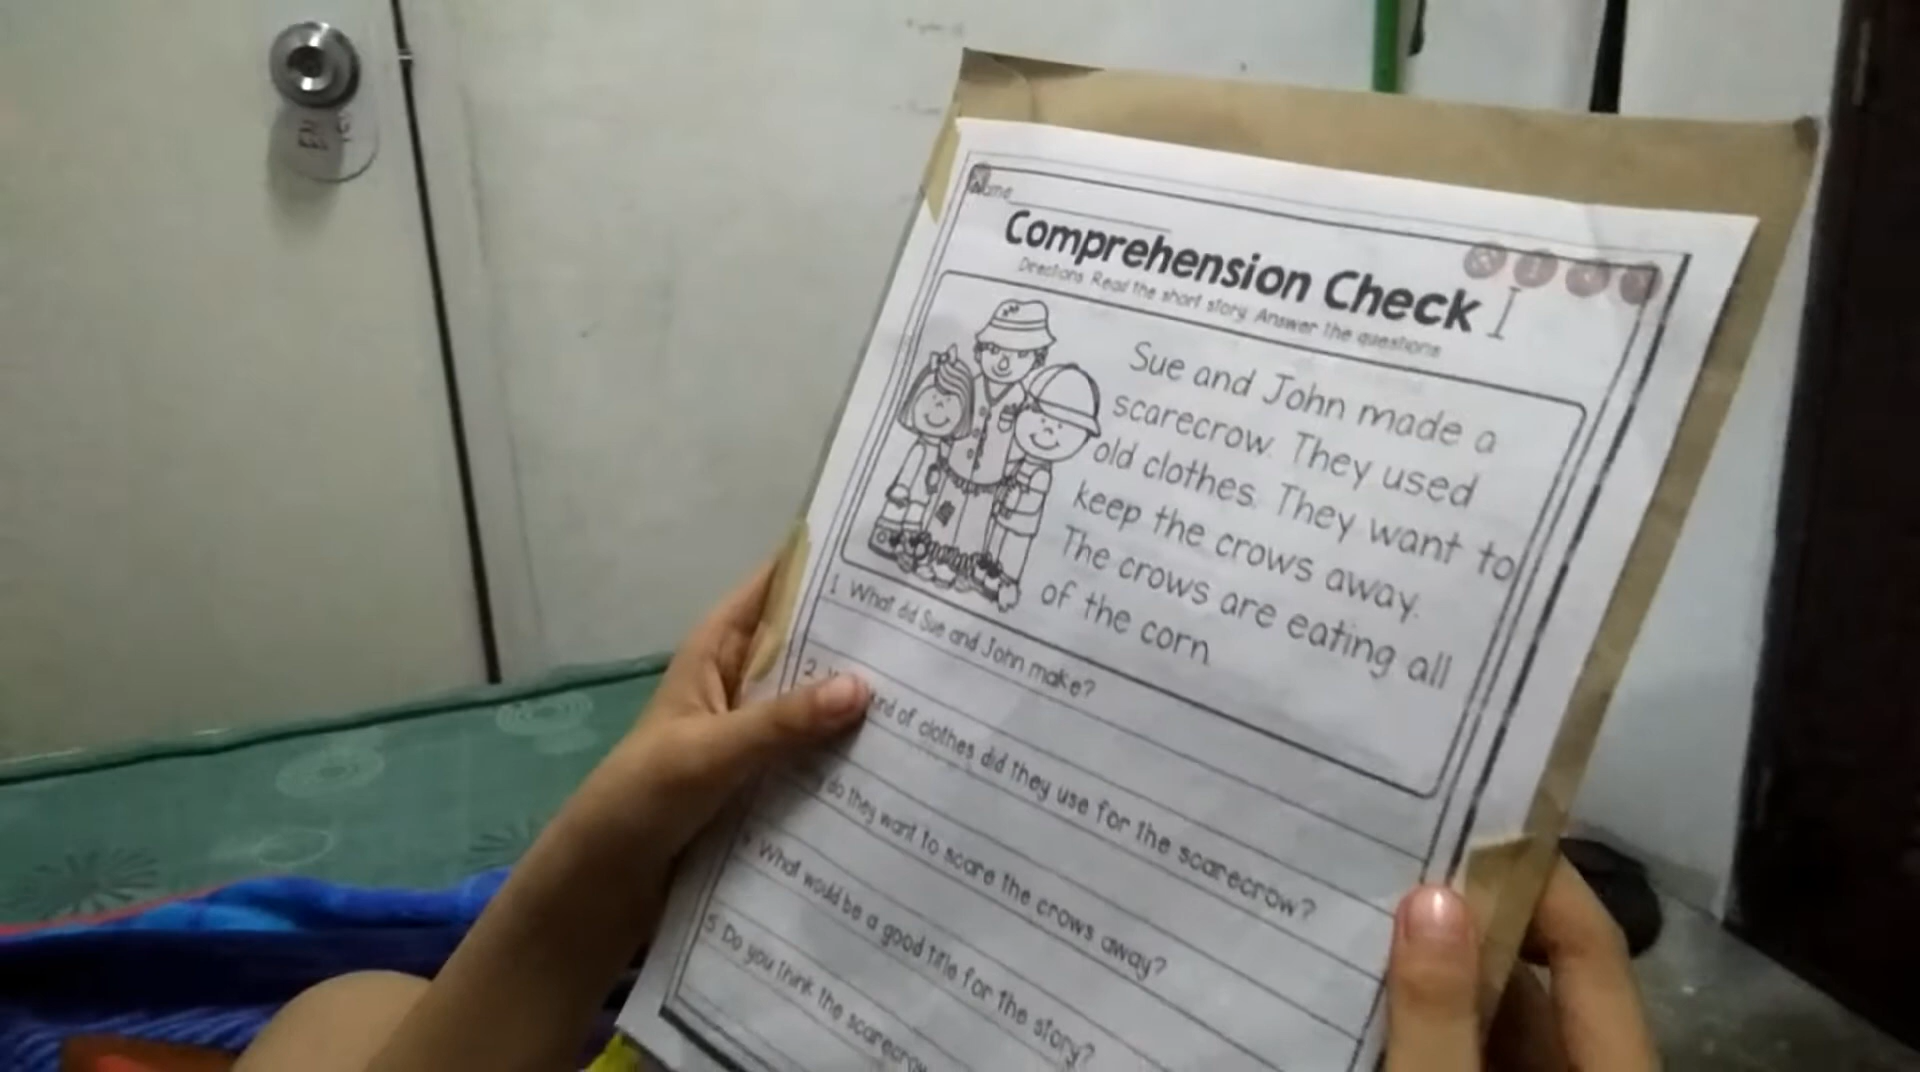 Name
Comprehension Check I
Directions: Read the short story. Answer the questions.
Sue and John made a
scarecrow. They used
old clothes. They want to
keep the crows away.
The crows are eating all
of the corn.
1. What did Sue and John make?
2. kind of clothes did they use for the scarecrow?
do they want to scare the crows away?
What would be a good title for the story?
5. Do you think the scarecrow